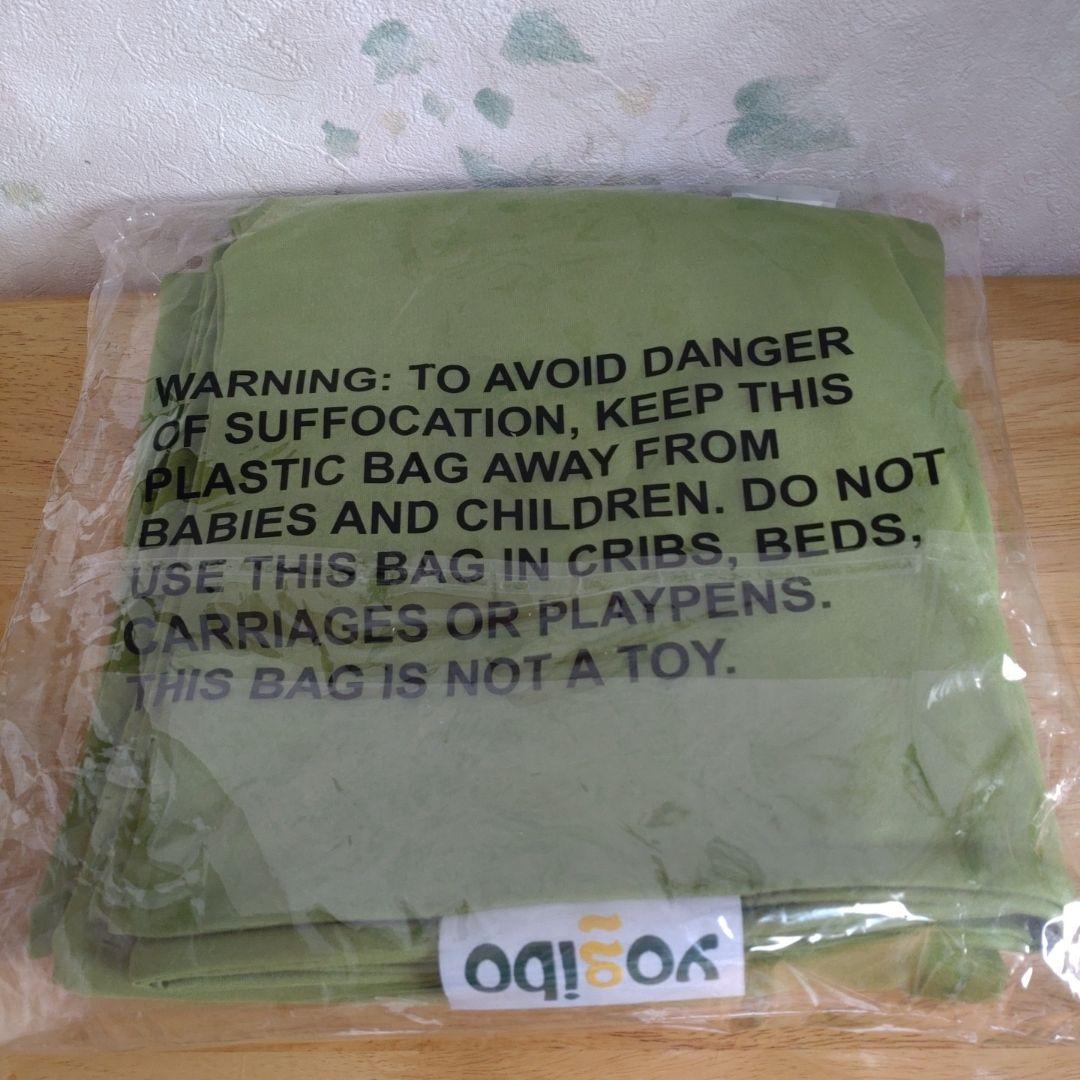 WARNING: TO AVOID DANGER
OF SUFFOCATION, KEEP THIS
PLASTIC BAG AWAY FROM
BABIES AND CHILDREN. DO NOT
USE THIS BAG IN CRIBS, BEDS,
CARRIAGES OR PLAYPENS.
THIS BAG IS NOT A TOY.
yogibo